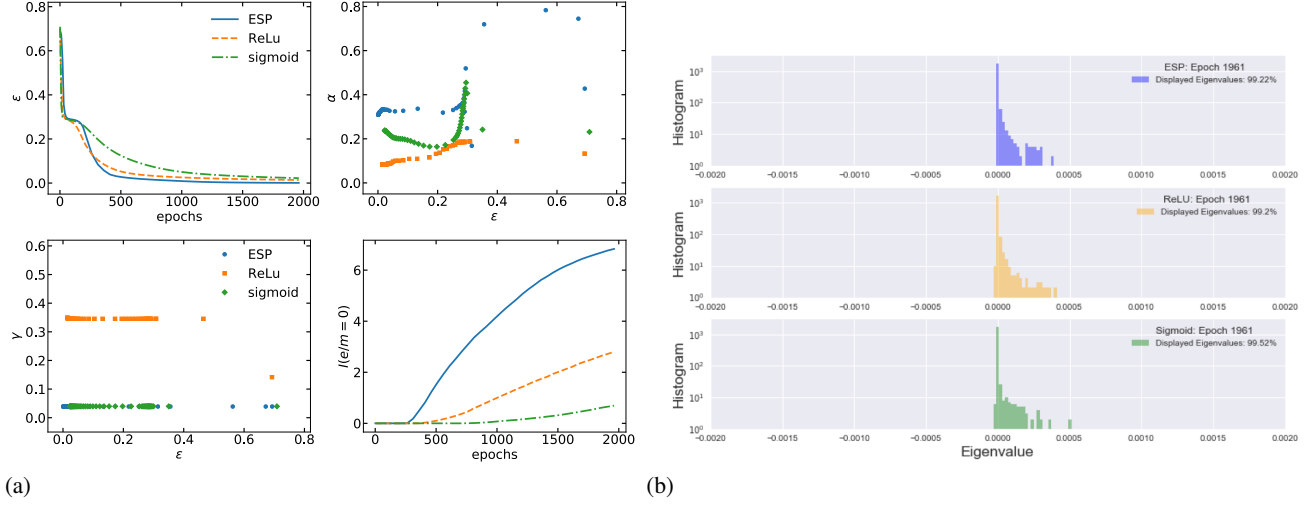 0.8
0.6
0.4
0.2
0.0
ε
0 500 1000 1500 2000
epochs
ESP
ReLu
sigmoid
0.8
0.6
0.4
0.2
0.0
α
0.0 0.2 0.4 0.6 0.8
ε
0.6
0.5
0.4
0.3
0.2
0.1
0.0
γ
0.0 0.2 0.4 0.6 0.8
ε
ESP
ReLu
sigmoid
6
4
2
0
I(e/m = 0)
0 500 1000 1500 2000
epochs
(a)
Histogram
10³
10²
10¹
10⁰
ESP: Epoch 1961
Displayed Eigenvalues: 99.22%
−0.0020 −0.0015 −0.0010 −0.0005 0.0000 0.0005 0.0010 0.0015 0.0020
Histogram
10³
10²
10¹
10⁰
ReLU: Epoch 1961
Displayed Eigenvalues: 99.2%
−0.0020 −0.0015 −0.0010 −0.0005 0.0000 0.0005 0.0010 0.0015 0.0020
Histogram
10³
10²
10¹
10⁰
Sigmoid: Epoch 1961
Displayed Eigenvalues: 99.52%
−0.0020 −0.0015 −0.0010 −0.0005 0.0000 0.0005 0.0010 0.0015 0.0020
Eigenvalue
(b)